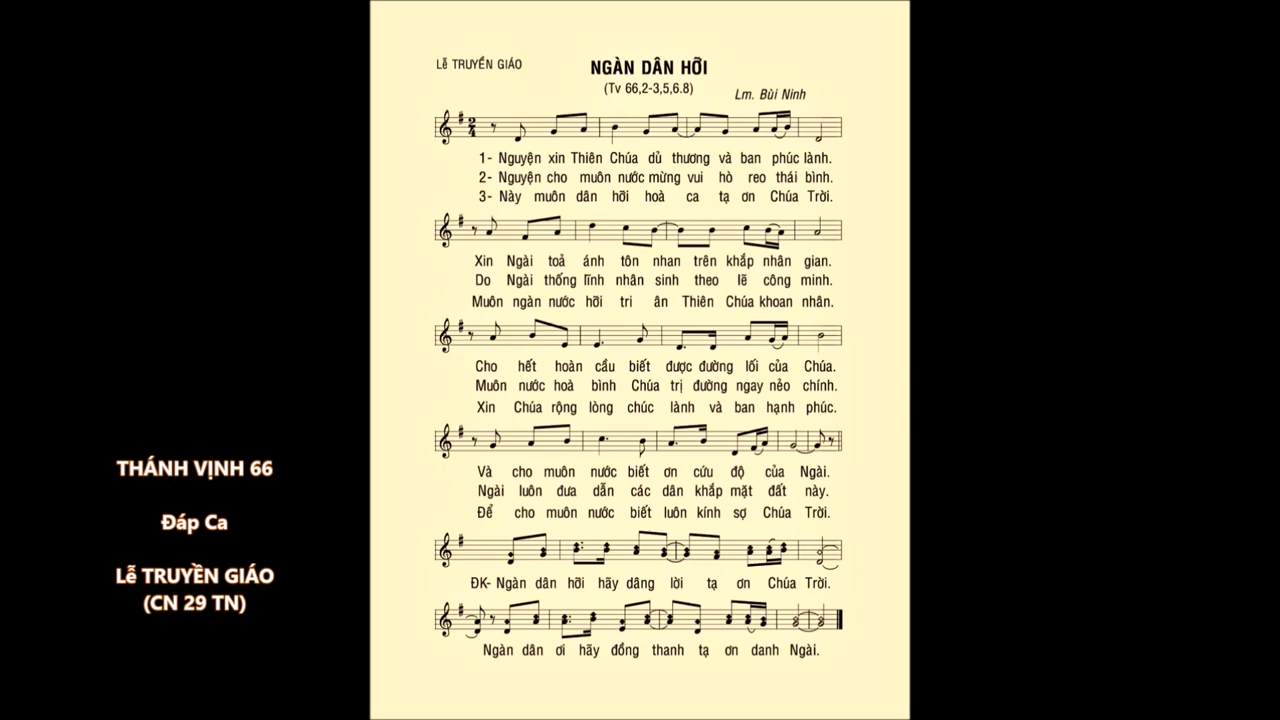 Lễ TRUYỀN GIÁO
NGÀN DÂN HỠI
(Tv 66,2-3,5,6.8)
Lm. Bùi Ninh
1- Nguyện xin Thiên Chúa dủ thương và ban phúc lành.
2- Nguyện cho muôn nước mừng vui hò reo thái bình.
3- Này muôn dân hỡi hoà ca tạ ơn Chúa Trời.
Xin Ngài toả ánh tôn nhan trên khắp nhân gian.
Do Ngài thống lĩnh nhân sinh theo lẽ công minh.
Muôn ngàn nước hỡi tri ân Thiên Chúa khoan nhân.
Cho hết hoàn cầu biết được đường lối của Chúa.
Muôn nước hoà bình Chúa trị đường ngay nẻo chính.
Xin Chúa rộng lòng chúc lành và ban hạnh phúc.
Và cho muôn nước biết ơn cứu độ của Ngài.
Ngài luôn đưa dẫn các dân khắp mặt đất này.
Để cho muôn nước biết luôn kính sợ Chúa Trời.
ĐK- Ngàn dân hỡi hãy dâng lời tạ ơn Chúa Trời.
Ngàn dân ơi hãy đồng thanh tạ ơn danh Ngài.
THÁNH VỊNH 66
Đáp Ca
Lễ TRUYỀN GIÁO
(CN 29 TN)